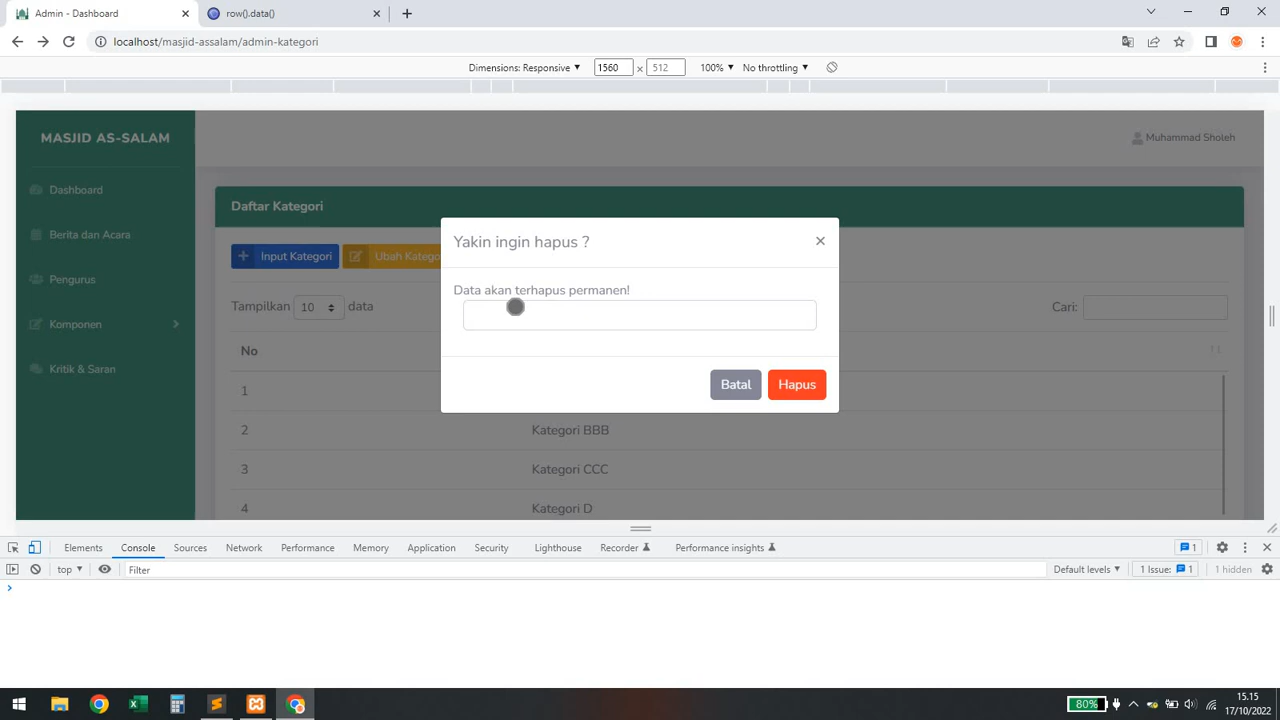 Admin - Dashboard
row().data()
localhost/masjid-assalam/admin-kategori
Dimensions: Responsive 1560 × 512 100% No throttling
MASJID AS-SALAM
Muhammad Sholeh
Dashboard
Berita dan Acara
Pengurus
Komponen
Kritik & Saran
Daftar Kategori
Input Kategori
Ubah Katego
Tampilkan 10 data
Cari:
Yakin ingin hapus ?
×
Data akan terhapus permanen!
Batal
Hapus
No
1
2 Kategori BBB
3 Kategori CCC
4 Kategori D
Elements Console Sources Network Performance Memory Application Security Lighthouse Recorder Performance insights 1
top Filter Default levels 1 Issue: 1 1 hidden
80%
15.15
17/10/2022